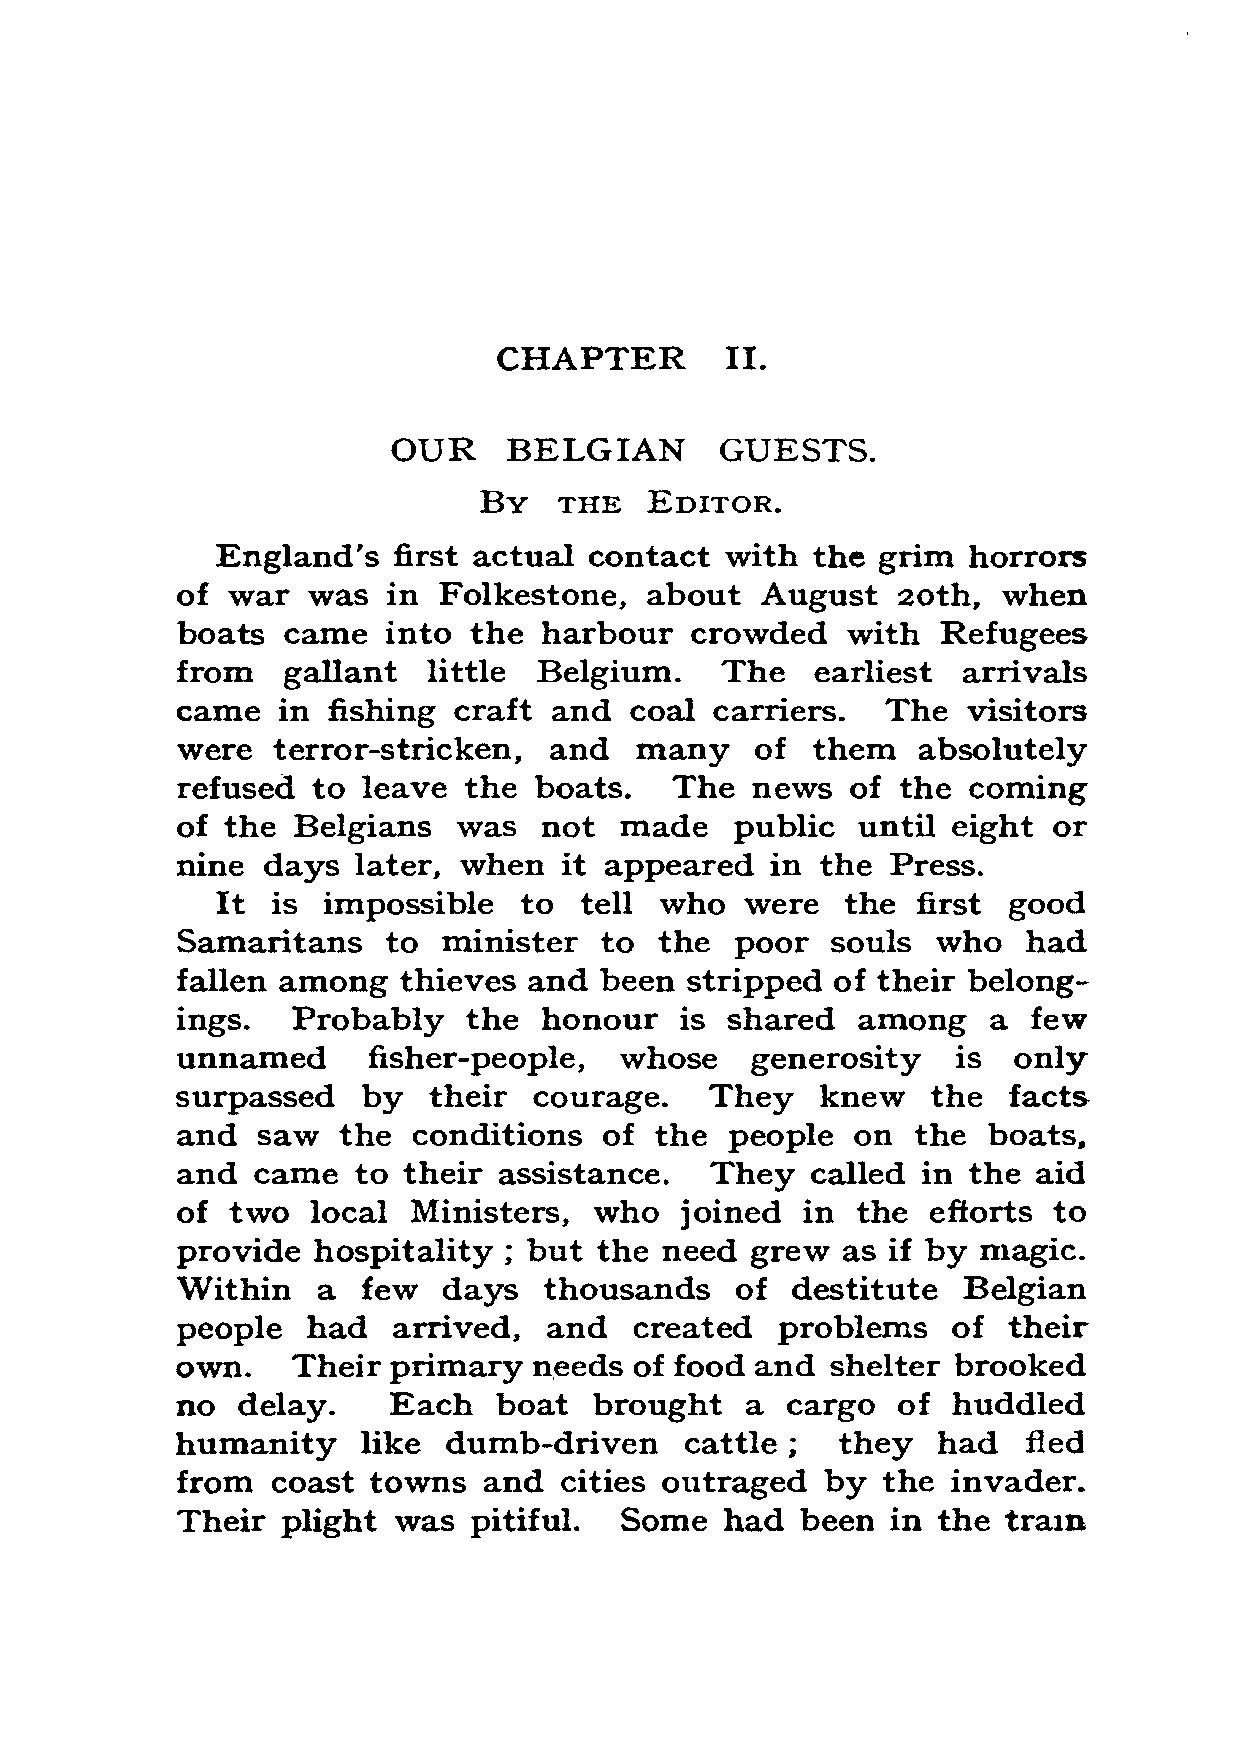 CHAPTER II.
OUR BELGIAN GUESTS.
BY THE EDITOR.
England's first actual contact with the grim horrors
of war was in Folkestone, about August 20th, when
boats came into the harbour crowded with Refugees
from gallant little Belgium. The earliest arrivals
came in fishing craft and coal carriers. The visitors
were terror-stricken, and many of them absolutely
refused to leave the boats. The news of the coming
of the Belgians was not made public until eight or
nine days later, when it appeared in the Press.
It is impossible to tell who were the first good
Samaritans to minister to the poor souls who had
fallen among thieves and been stripped of their belong-
ings. Probably the honour is shared among a few
unnamed fisher-people, whose generosity is only
surpassed by their courage. They knew the facts
and saw the conditions of the people on the boats,
and came to their assistance. They called in the aid
of two local Ministers, who joined in the efforts to
provide hospitality ; but the need grew as if by magic.
Within a few days thousands of destitute Belgian
people had arrived, and created problems of their
own. Their primary needs of food and shelter brooked
no delay. Each boat brought a cargo of huddled
humanity like dumb-driven cattle ; they had fled
from coast towns and cities outraged by the invader.
Their plight was pitiful. Some had been in the train